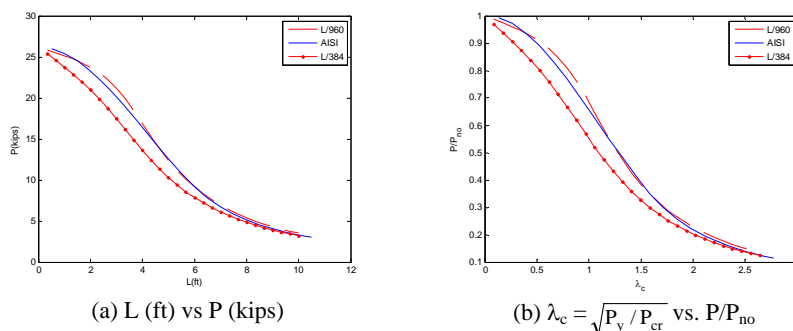 30
25
20
15
10
5
0
0 2 4 6 8 10 12
P(kips)
L(ft)
L/960
AISI
L/384
(a) L (ft) vs P (kips)
1
0.9
0.8
0.7
0.6
0.5
0.4
0.3
0.2
0.1
0
0 0.5 1 1.5 2 2.5
P/Pno
λc
L/960
AISI
L/384
(b) λc = √Py / Pcr vs. P/Pno